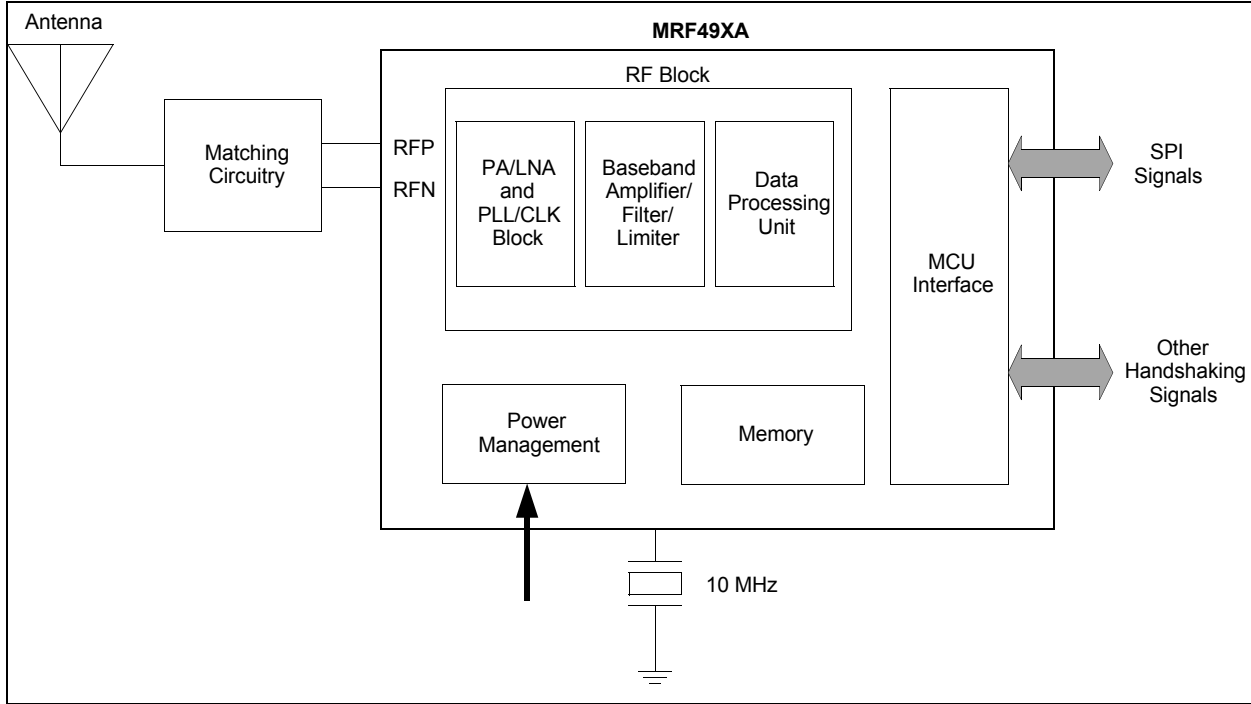 Antenna
MRF49XA
RF Block
Matching
Circuitry
RFP
RFN
PA/LNA
and
PLL/CLK
Block
Baseband
Amplifier/
Filter/
Limiter
Data
Processing
Unit
MCU
Interface
SPI
Signals
Other
Handshaking
Signals
Power
Management
Memory
10 MHz